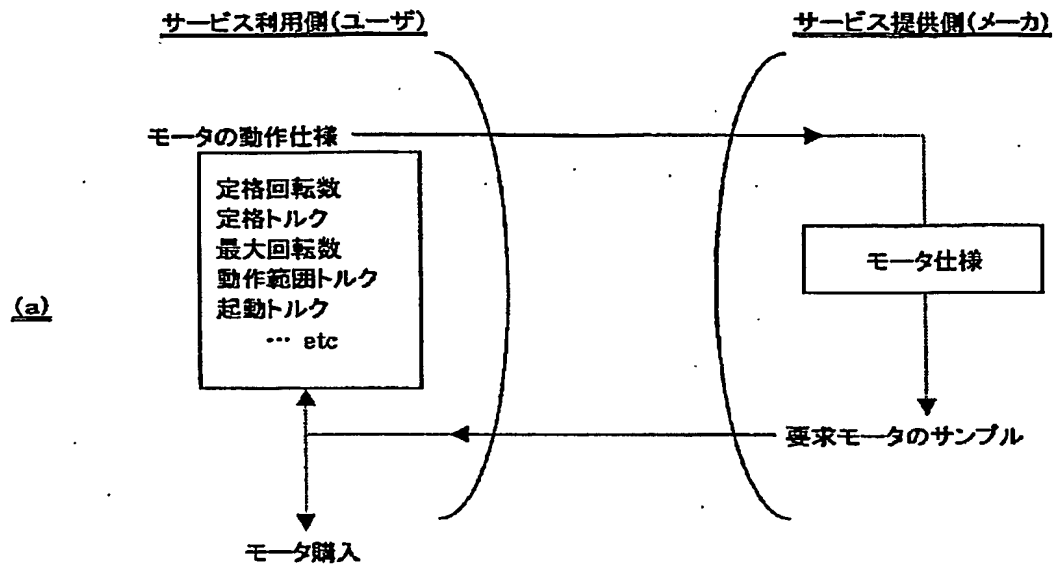 サービス利用側(ユーザ)
サービス提供側(メーカ)
モータの動作仕様
定格回転数
定格トルク
最大回転数
動作範囲トルク
起動トルク
… etc
モータ仕様
(a)
要求モータのサンプル
モータ購入